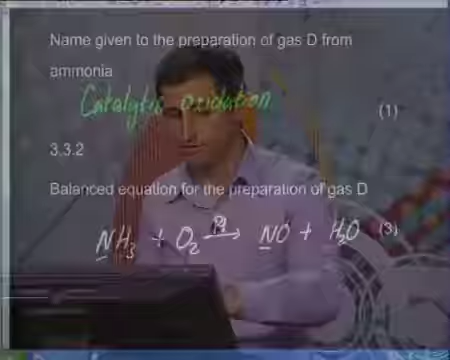 Name given to the preparation of gas D from
ammonia
Catalytic oxidation
(1)
3.3.2
Balanced equation for the preparation of gas D
NH₃ + O₂ →Pt NO + H₂O (3)